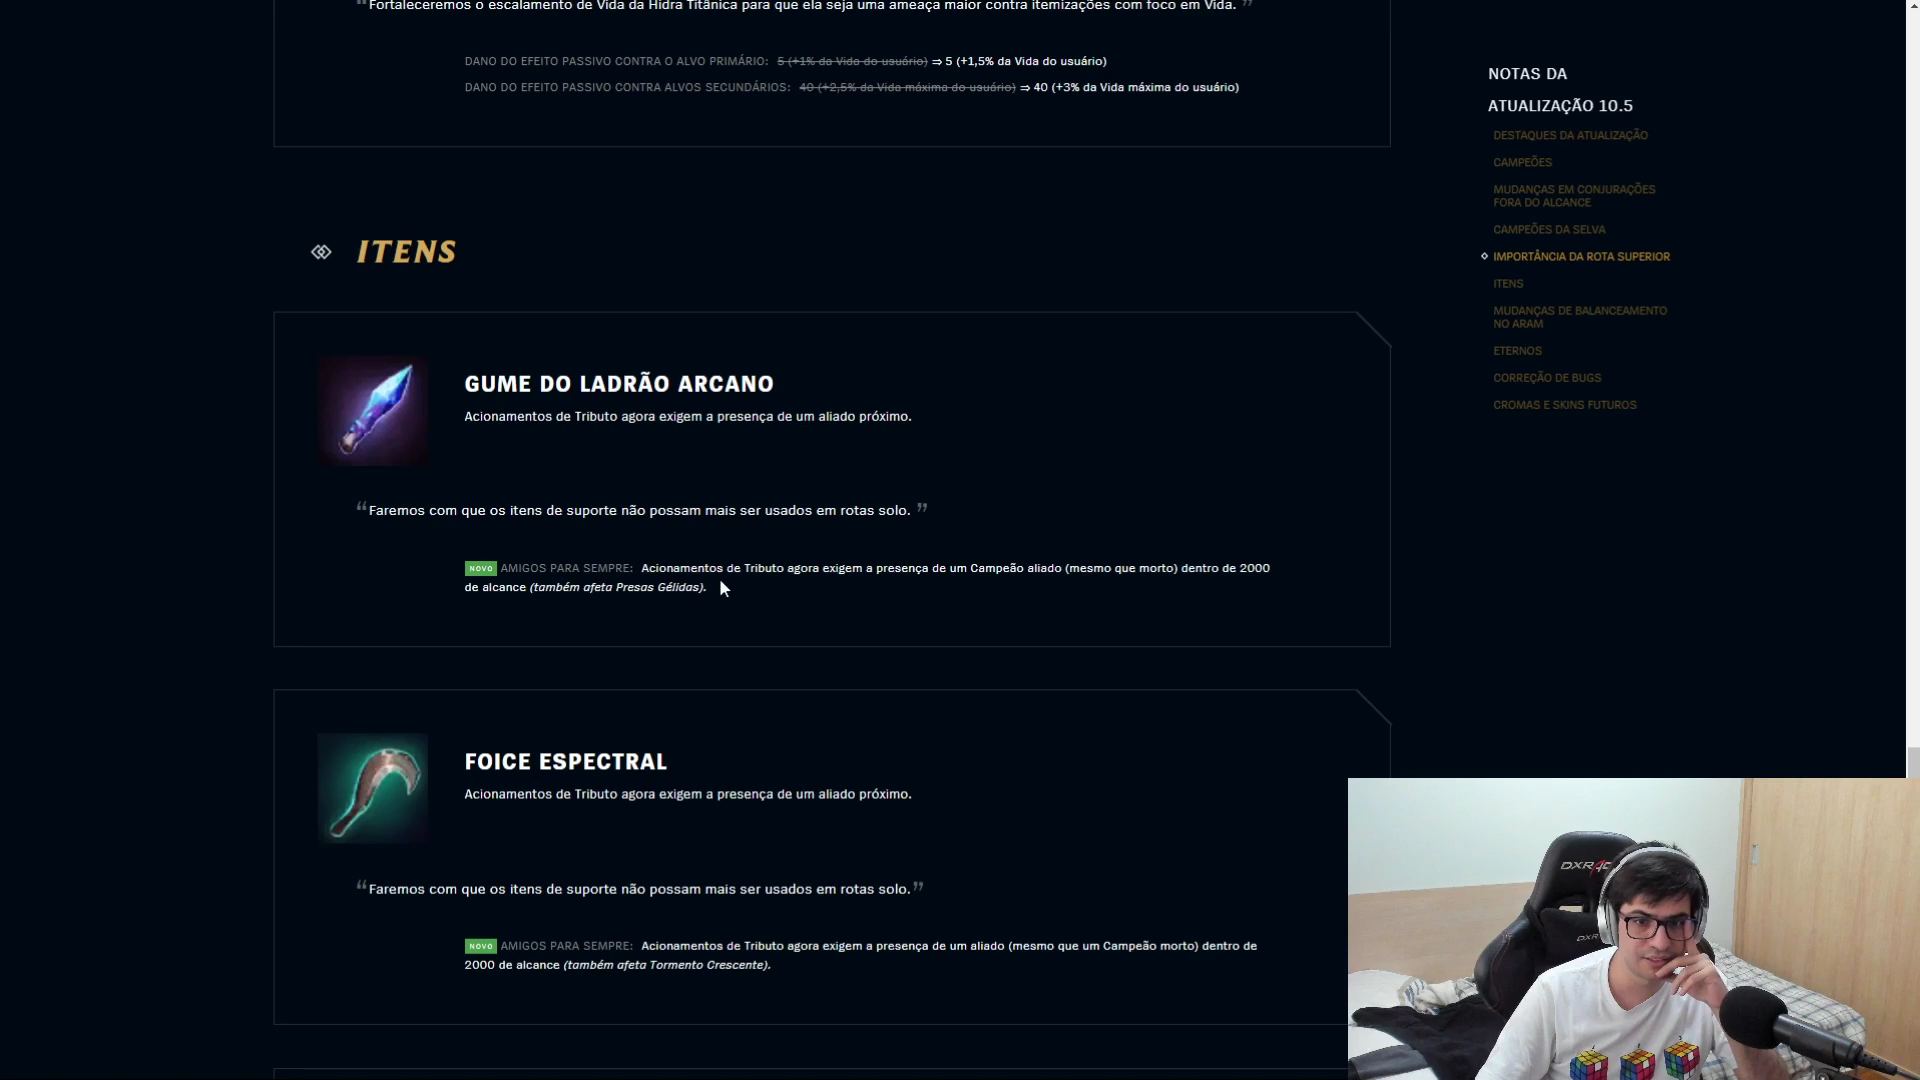 “Fortaleceremos o escalamento de Vida da Hidra Titânica para que ela seja uma ameaça maior contra itemizações com foco em Vida. ”
DANO DO EFEITO PASSIVO CONTRA O ALVO PRIMÁRIO: 5 (+1% da Vida do usuário) ⇒ 5 (+1,5% da Vida do usuário)
DANO DO EFEITO PASSIVO CONTRA ALVOS SECUNDÁRIOS: 40 (+2,5% da Vida máxima do usuário) ⇒ 40 (+3% da Vida máxima do usuário)
ITENS
GUME DO LADRÃO ARCANO
Acionamentos de Tributo agora exigem a presença de um aliado próximo.
“Faremos com que os itens de suporte não possam mais ser usados em rotas solo. ”
NOVO AMIGOS PARA SEMPRE: Acionamentos de Tributo agora exigem a presença de um Campeão aliado (mesmo que morto) dentro de 2000
de alcance (também afeta Presas Gélidas).
FOICE ESPECTRAL
Acionamentos de Tributo agora exigem a presença de um aliado próximo.
“Faremos com que os itens de suporte não possam mais ser usados em rotas solo.”
NOVO AMIGOS PARA SEMPRE: Acionamentos de Tributo agora exigem a presença de um aliado (mesmo que um Campeão morto) dentro de
2000 de alcance (também afeta Tormento Crescente).
NOTAS DA
ATUALIZAÇÃO 10.5
DESTAQUES DA ATUALIZAÇÃO
CAMPEÕES
MUDANÇAS EM CONJURAÇÕES
FORA DO ALCANCE
CAMPEÕES DA SELVA
IMPORTÂNCIA DA ROTA SUPERIOR
ITENS
MUDANÇAS DE BALANCEAMENTO
NO ARAM
ETERNOS
CORREÇÃO DE BUGS
CROMAS E SKINS FUTUROS